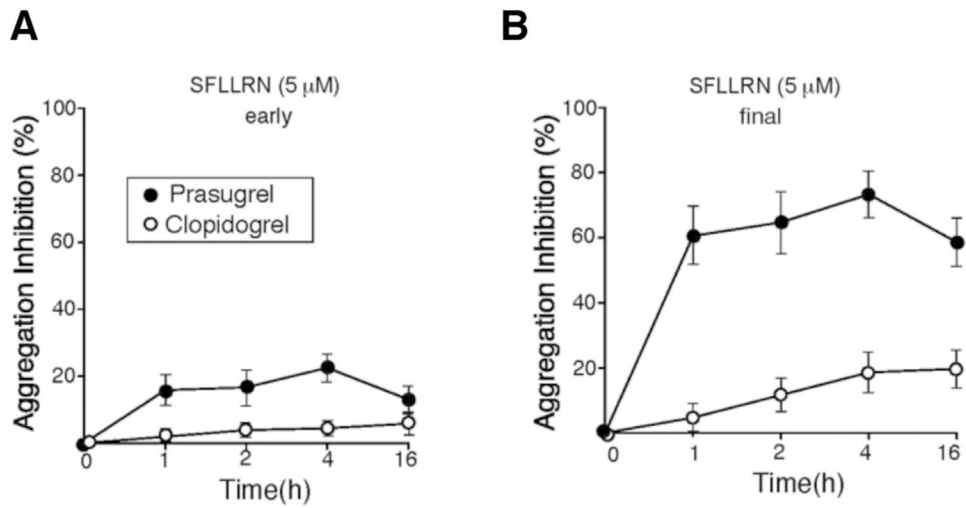 A
SFLLRN (5 μM)
early
Aggregation Inhibition (%)
100
80
60
40
20
Prasugrel
Clopidogrel
0
1
2
4
16
Time(h)
B
SFLLRN (5 μM)
final
Aggregation Inhibition (%)
100
80
60
40
20
0
1
2
4
16
Time(h)